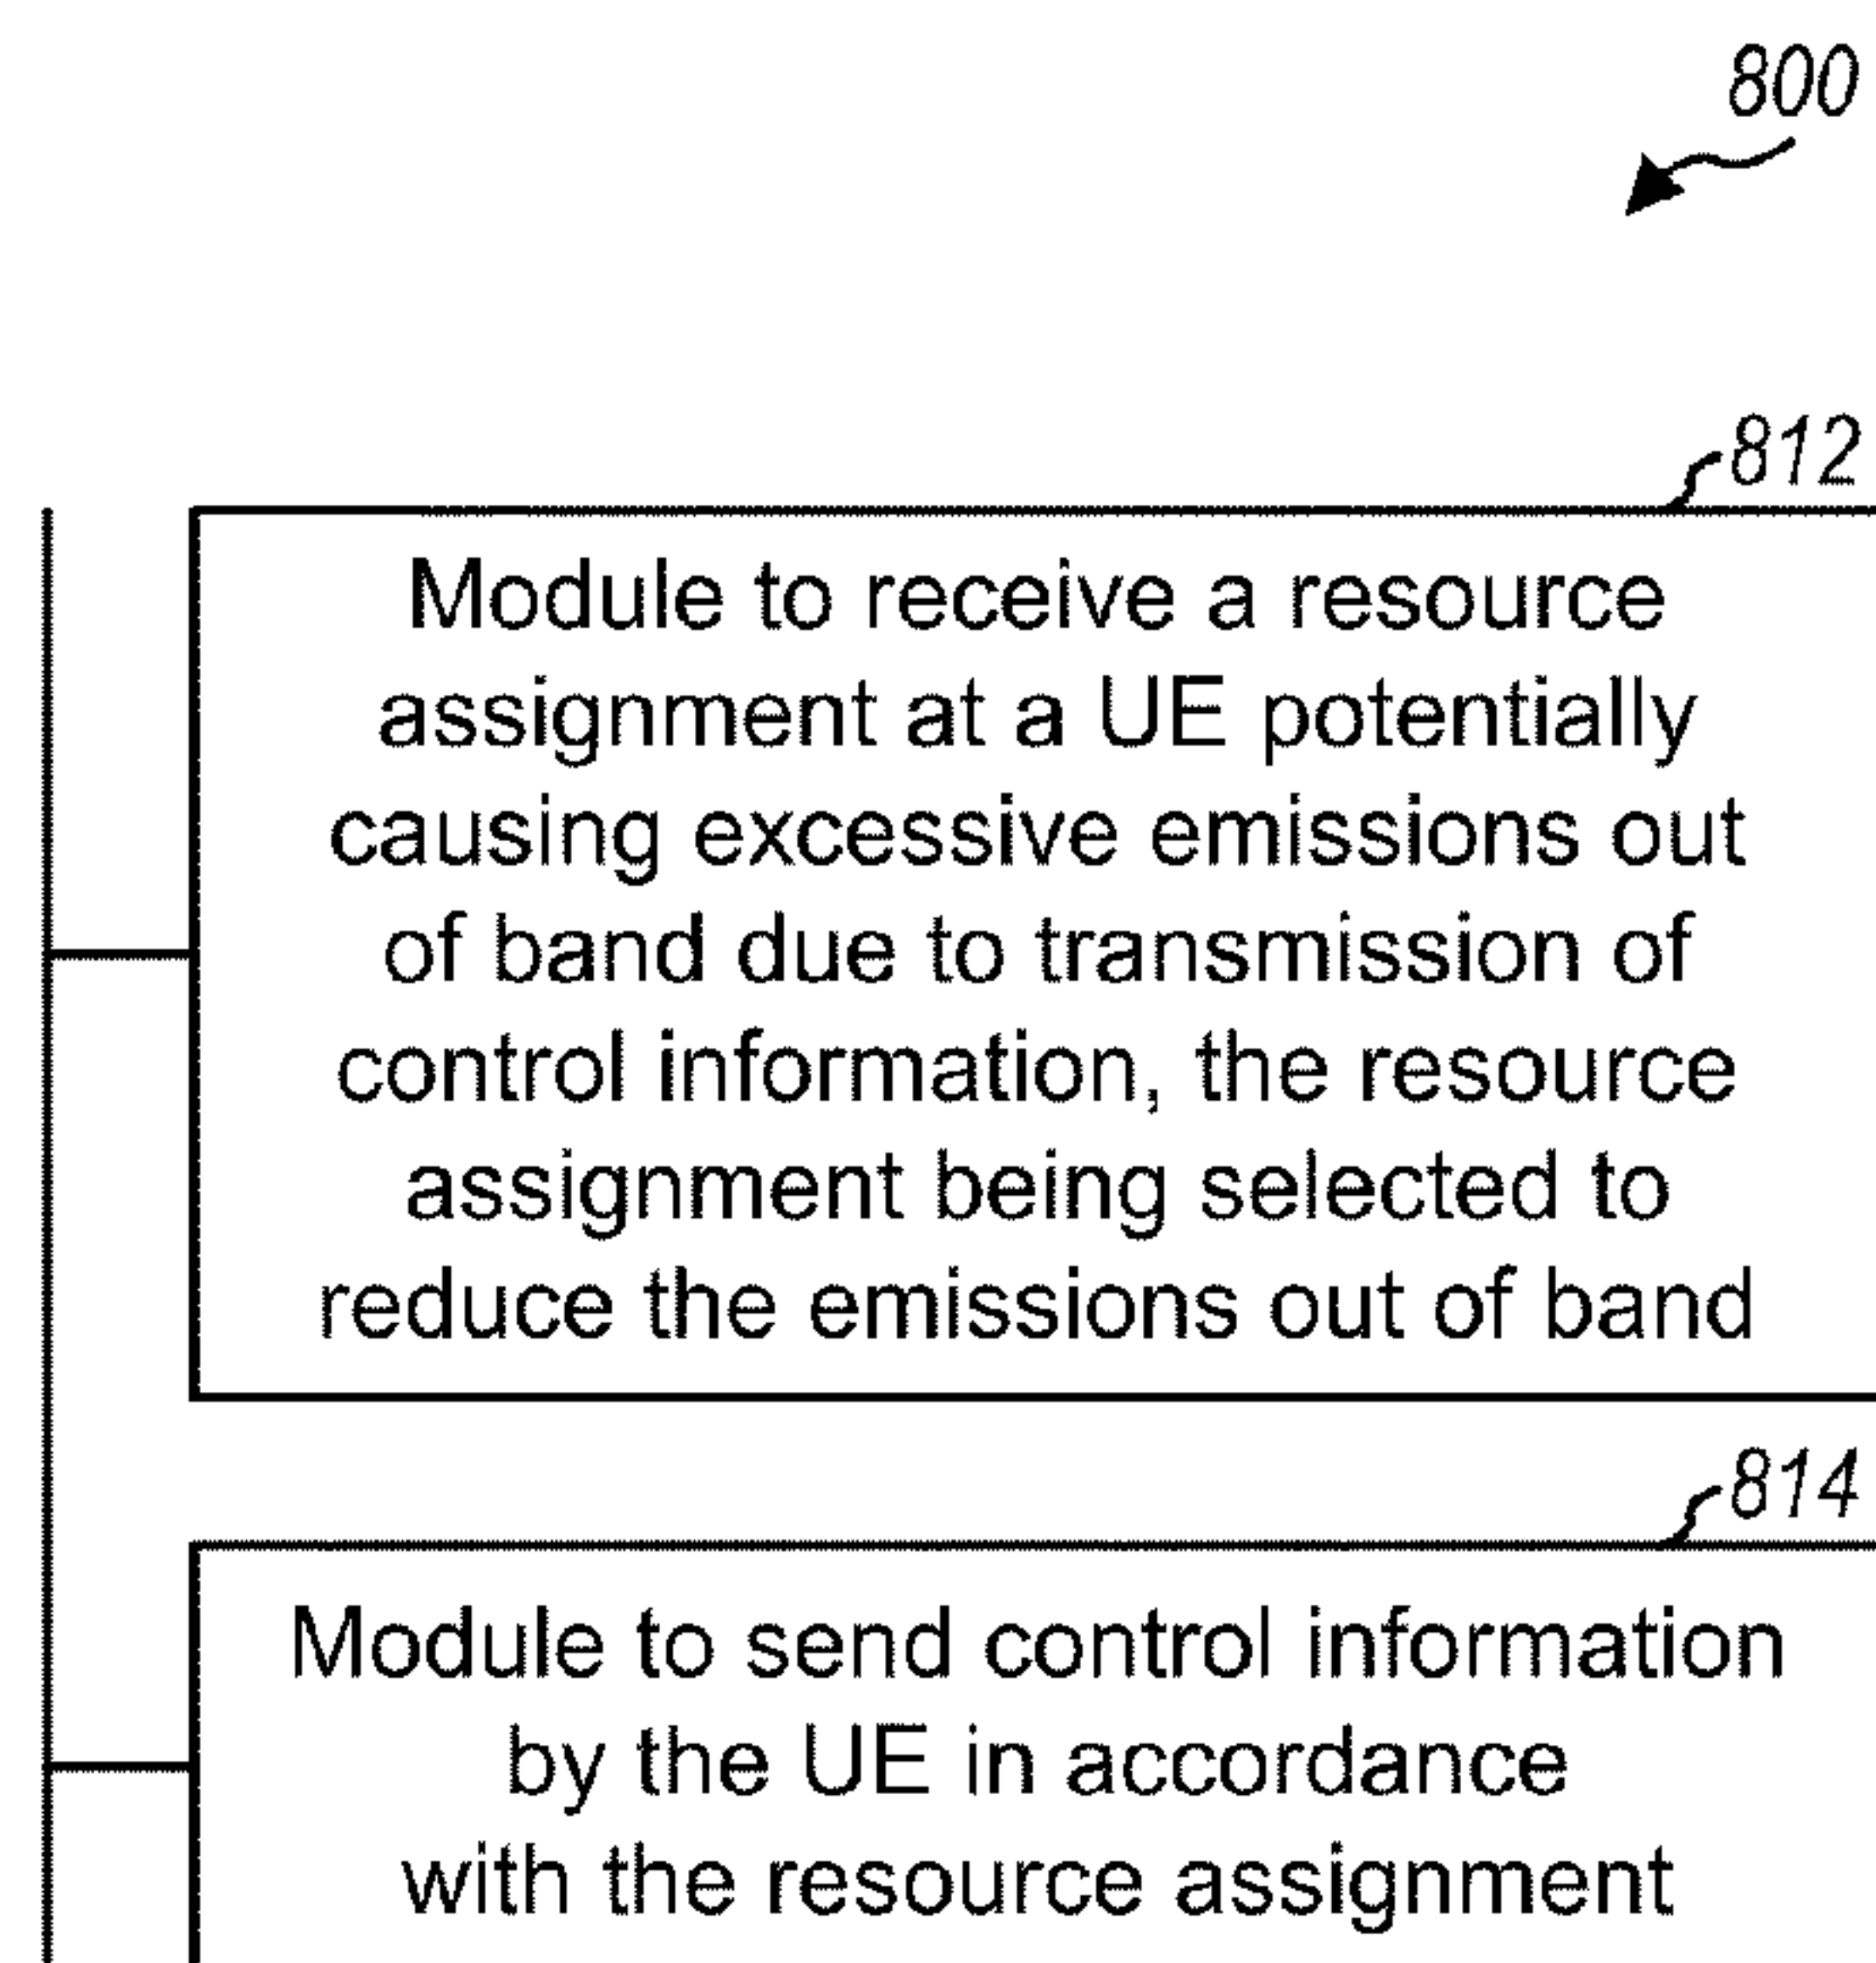 800
812
Module to receive a resource
assignment at a UE potentially
causing excessive emissions out
of band due to transmission of
control information, the resource
assignment being selected to
reduce the emissions out of band
814
Module to send control information
by the UE in accordance
with the resource assignment